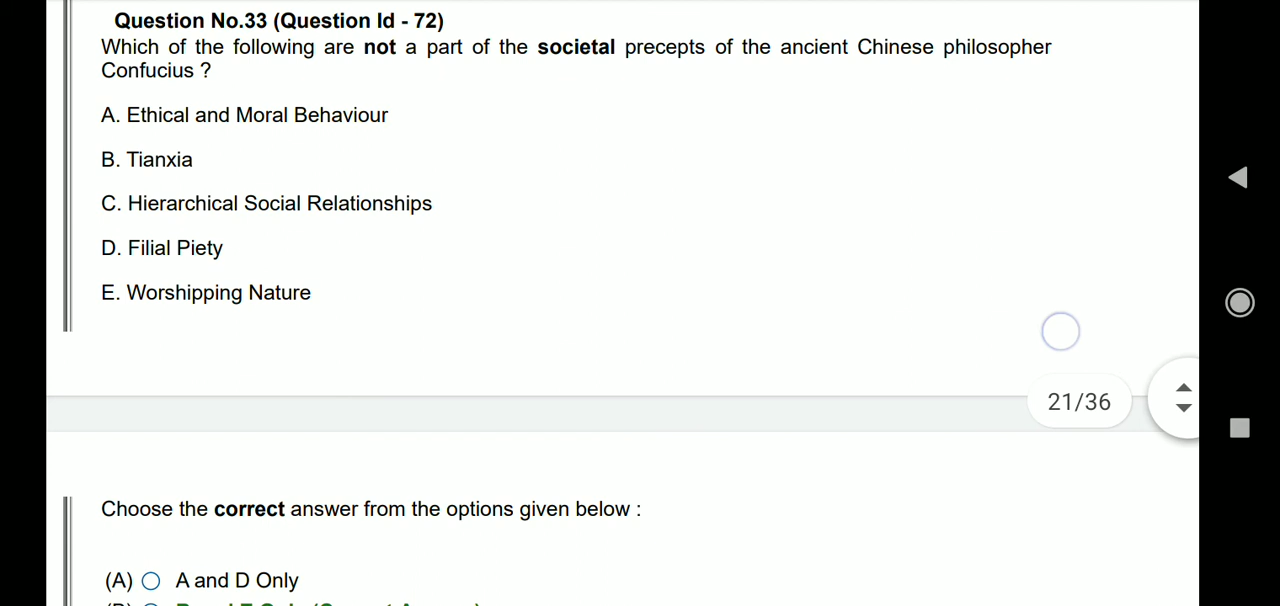 Question No.33 (Question Id - 72)
Which of the following are not a part of the societal precepts of the ancient Chinese philosopher
Confucius ?
A. Ethical and Moral Behaviour
B. Tianxia
C. Hierarchical Social Relationships
D. Filial Piety
E. Worshipping Nature
21/36
Choose the correct answer from the options given below :
(A) A and D Only